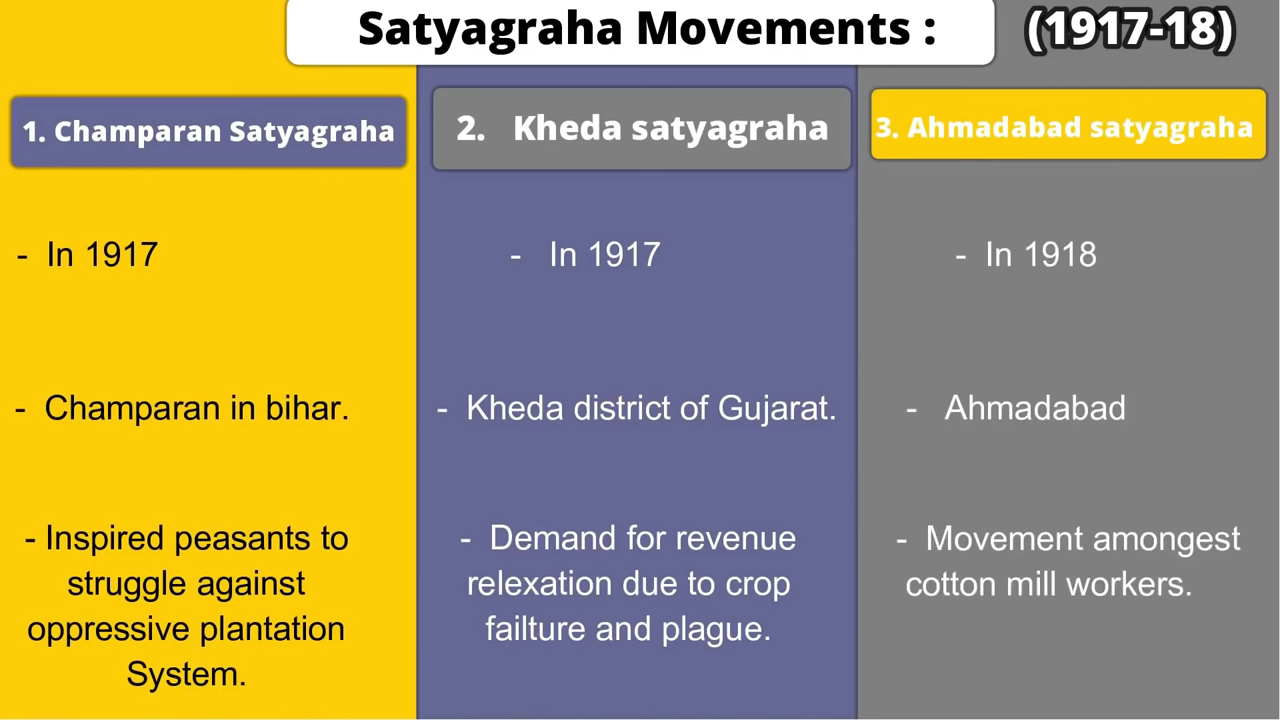 Satyagraha Movements :
(1917-18)
1. Champaran Satyagraha
- In 1917
- Champaran in bihar.
- Inspired peasants to
struggle against
oppressive plantation
System.
2. Kheda satyagraha
- In 1917
- Kheda district of Gujarat.
- Demand for revenue
relexation due to crop
failture and plague.
3. Ahmadabad satyagraha
- In 1918
- Ahmadabad
- Movement amongest
cotton mill workers.